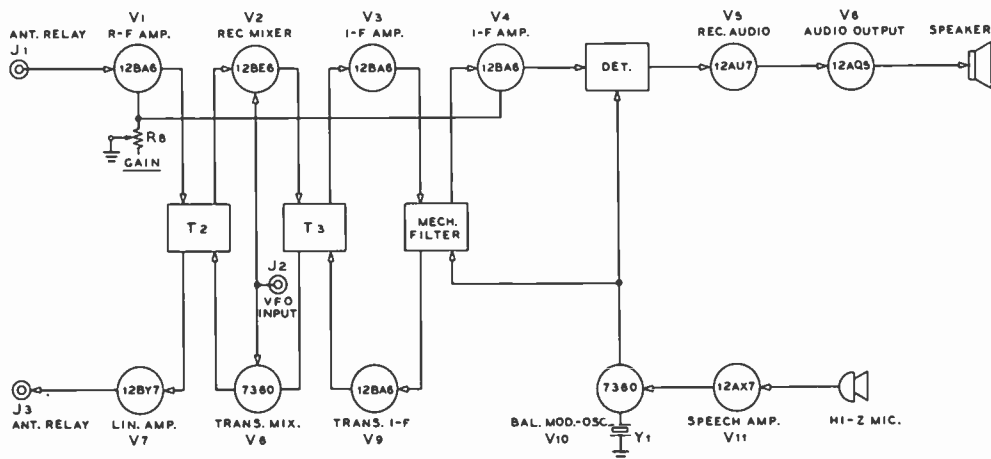 V1
R-F AMP.
V2
REC MIXER
V3
I-F AMP.
V4
I-F AMP.
V5
REC. AUDIO
V6
AUDIO OUTPUT
SPEAKER
ANT. RELAY
J1
12BA6
12BE6
12BA6
12BA6
DET.
12AU7
12AQ5
R8
GAIN
T2
T3
MECH.
FILTER
J2
VFO
INPUT
J3
ANT. RELAY
12BY7
LIN. AMP.
V7
7360
TRANS. MIX.
V8
12BA6
TRANS. I-F
V9
7360
BAL. MOD.-OSC.
V10
Y1
12AX7
SPEECH AMP.
V11
HI-Z MIC.